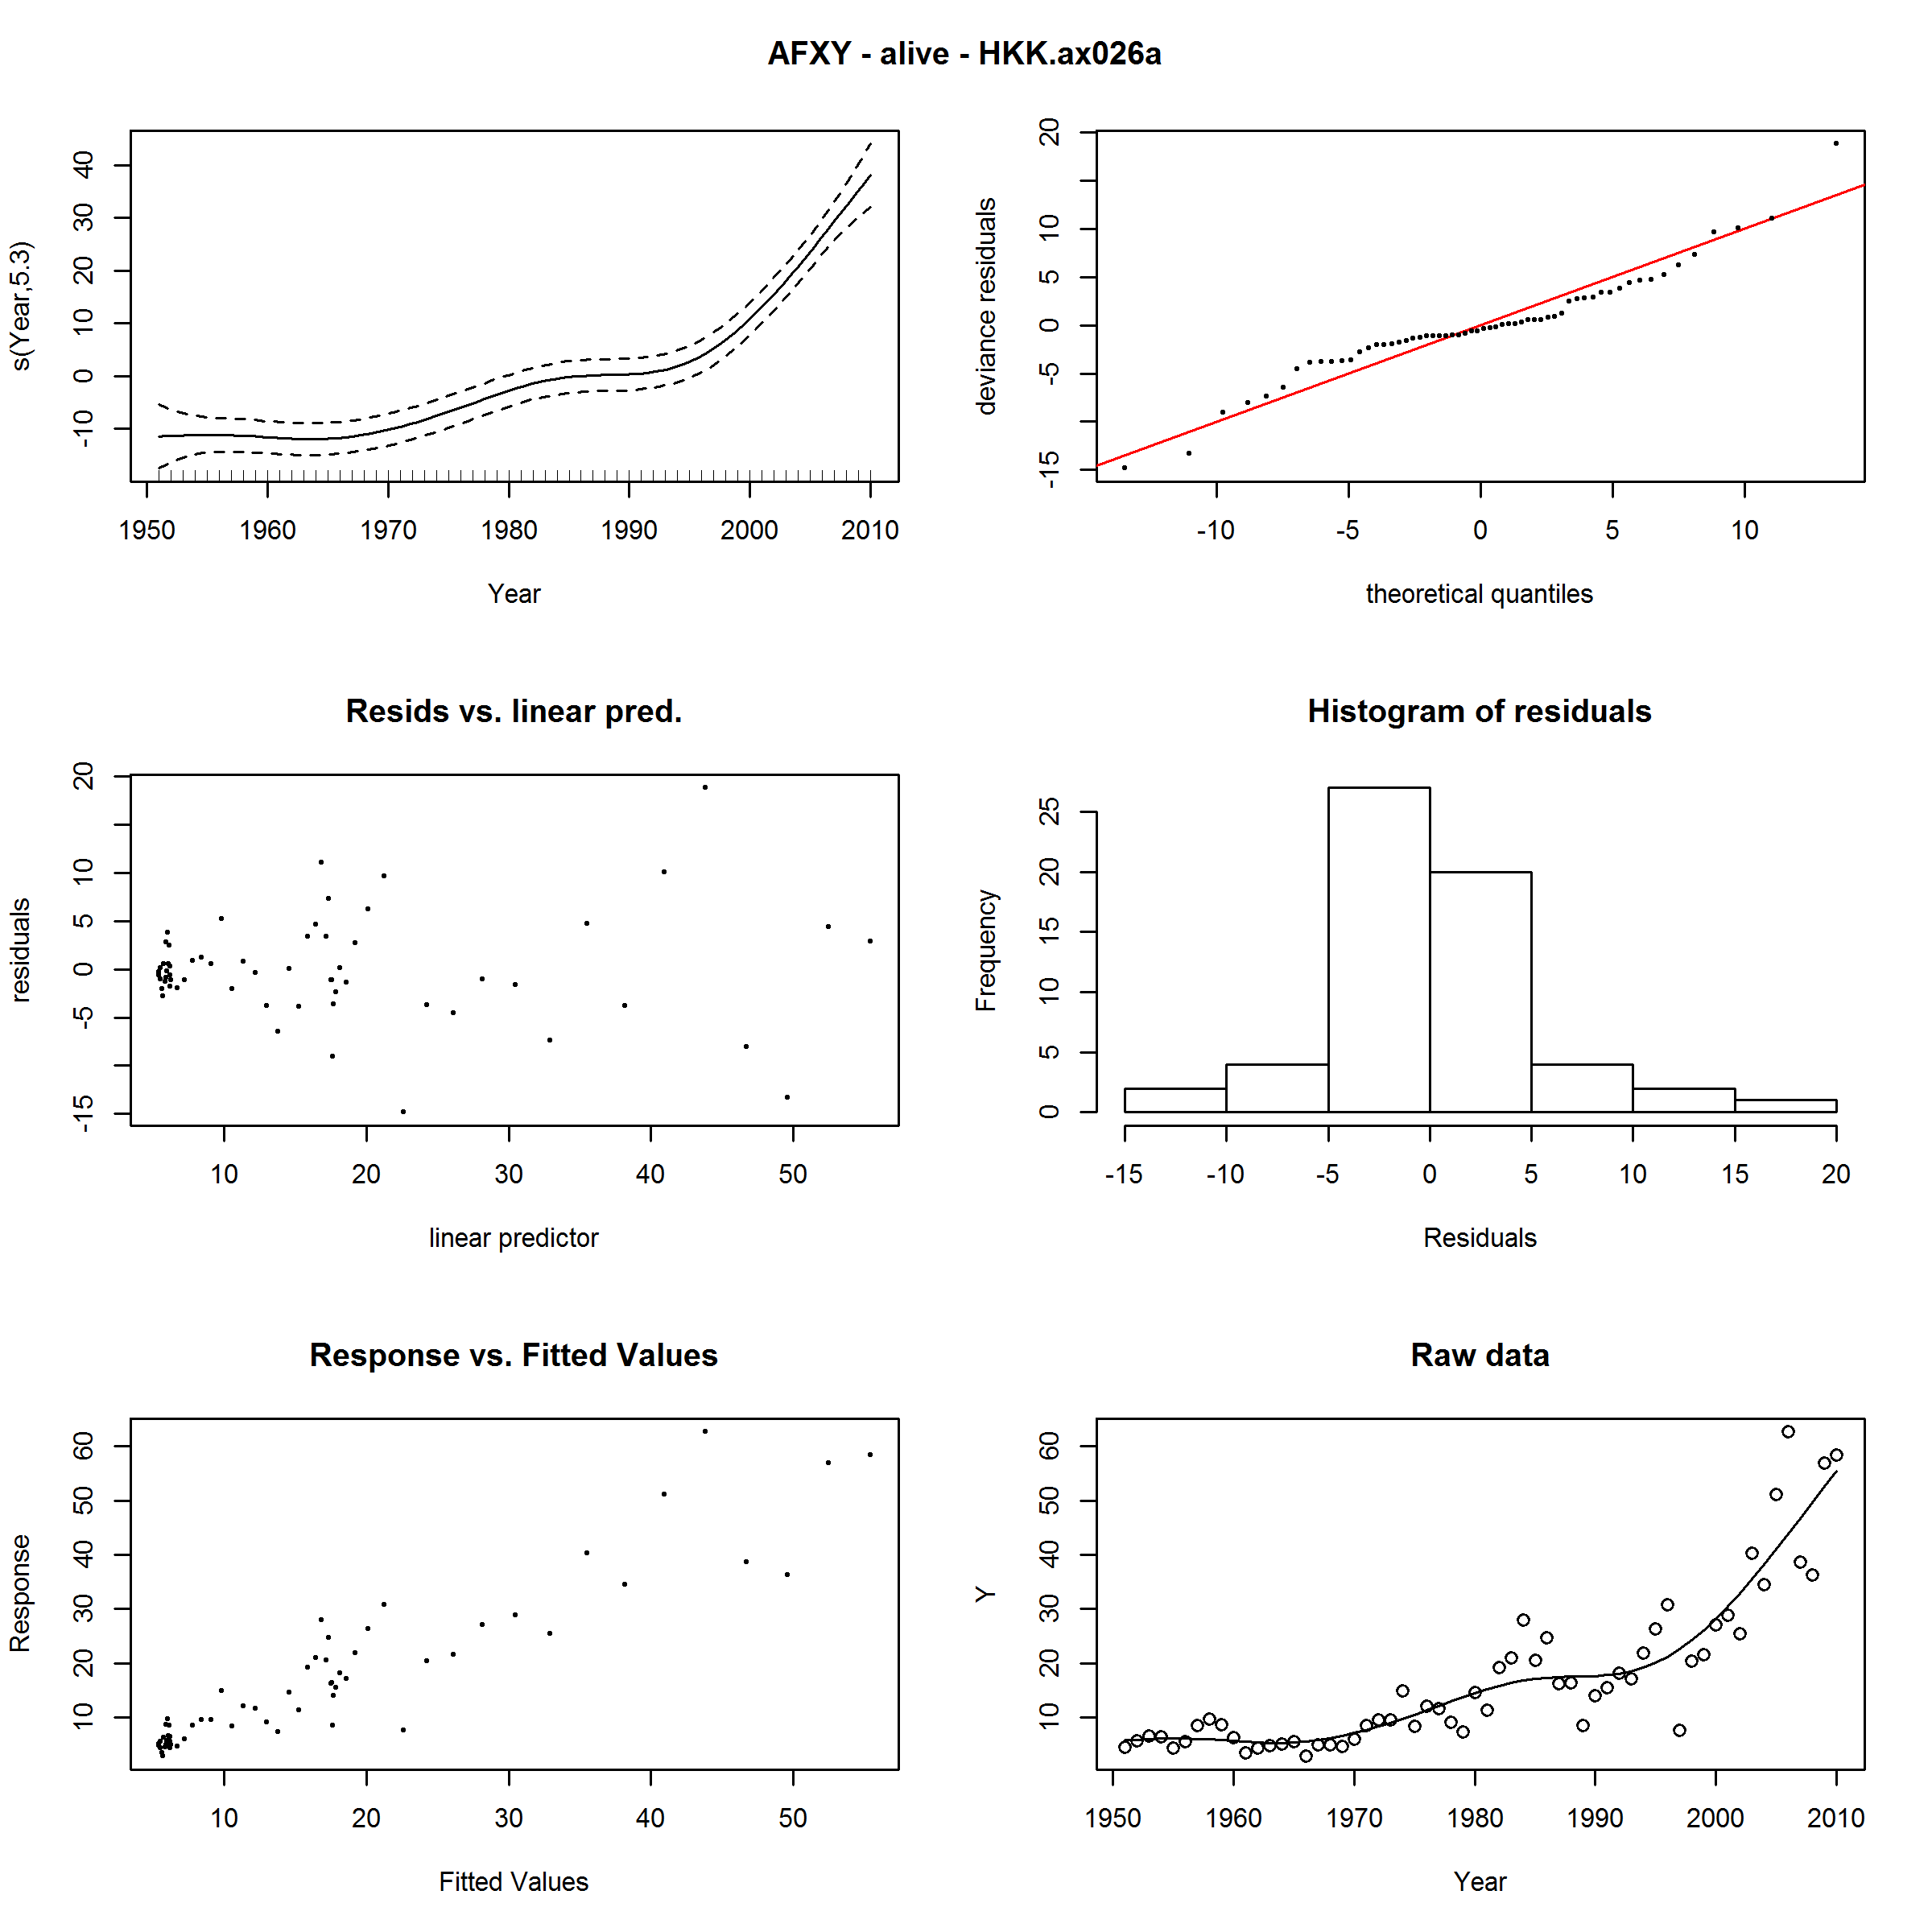 AFXY - alive - HKK.ax026a
s(Year,5.3)
-10 0 10 20 30 40
1950 1960 1970 1980 1990 2000 2010
Year
deviance residuals
-15 -5 0 5 10 20
-10 -5 0 5 10
theoretical quantiles
Resids vs. linear pred.
residuals
-15 -5 0 5 10 20
10 20 30 40 50
linear predictor
Histogram of residuals
Frequency
0 5 10 15 20 25
-15 -10 -5 0 5 10 15 20
Residuals
Response vs. Fitted Values
Response
10 20 30 40 50 60
10 20 30 40 50
Fitted Values
Raw data
Y
10 20 30 40 50 60
1950 1960 1970 1980 1990 2000 2010
Year